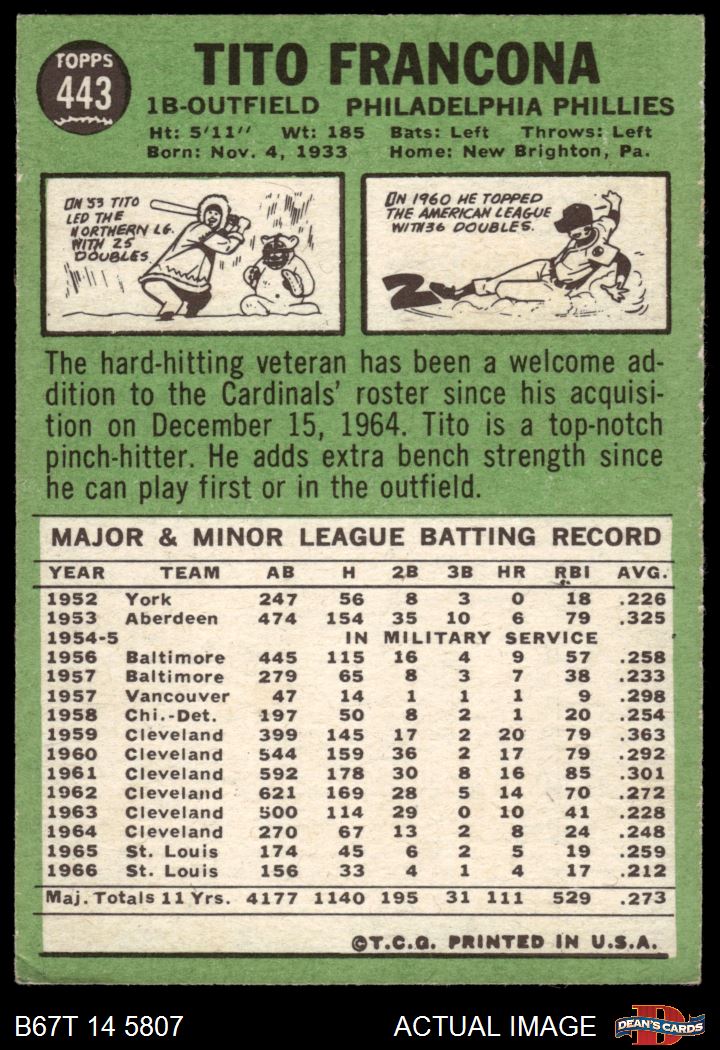 TOPPS
443
TITO FRANCONA
1B-OUTFIELD PHILADELPHIA PHILLIES
Ht: 5'11" Wt: 185 Bats: Left Throws: Left
Born: Nov. 4, 1933 Home: New Brighton, Pa.
IN '53 TITO
LED THE
NORTHERN LG.
WITH 25
DOUBLES.
IN 1960 HE TOPPED
THE AMERICAN LEAGUE
WITH 36 DOUBLES.
2
The hard-hitting veteran has been a welcome ad-
dition to the Cardinals' roster since his acquisi-
tion on December 15, 1964. Tito is a top-notch
pinch-hitter. He adds extra bench strength since
he can play first or in the outfield.
MAJOR & MINOR LEAGUE BATTING RECORD
YEAR TEAM AB H 2B 3B HR RBI AVG.
1952 York 247 56 8 3 0 18 .226
1953 Aberdeen 474 154 35 10 6 79 .325
1954-5 IN MILITARY SERVICE
1956 Baltimore 445 115 16 4 9 57 .258
1957 Baltimore 279 65 8 3 7 38 .233
1957 Vancouver 47 14 1 1 1 9 .298
1958 Chi.-Det. 197 50 8 2 1 20 .254
1959 Cleveland 399 145 17 2 20 79 .363
1960 Cleveland 544 159 36 2 17 79 .292
1961 Cleveland 592 178 30 8 16 85 .301
1962 Cleveland 621 169 28 5 14 70 .272
1963 Cleveland 500 114 29 0 10 41 .228
1964 Cleveland 270 67 13 2 8 24 .248
1965 St. Louis 174 45 6 2 5 19 .259
1966 St. Louis 156 33 4 1 4 17 .212
Maj. Totals 11 Yrs. 4177 1140 195 31 111 529 .273
©T.C.G. PRINTED IN U.S.A.
B67T 14 5807 ACTUAL IMAGE D DEAN'S CARDS